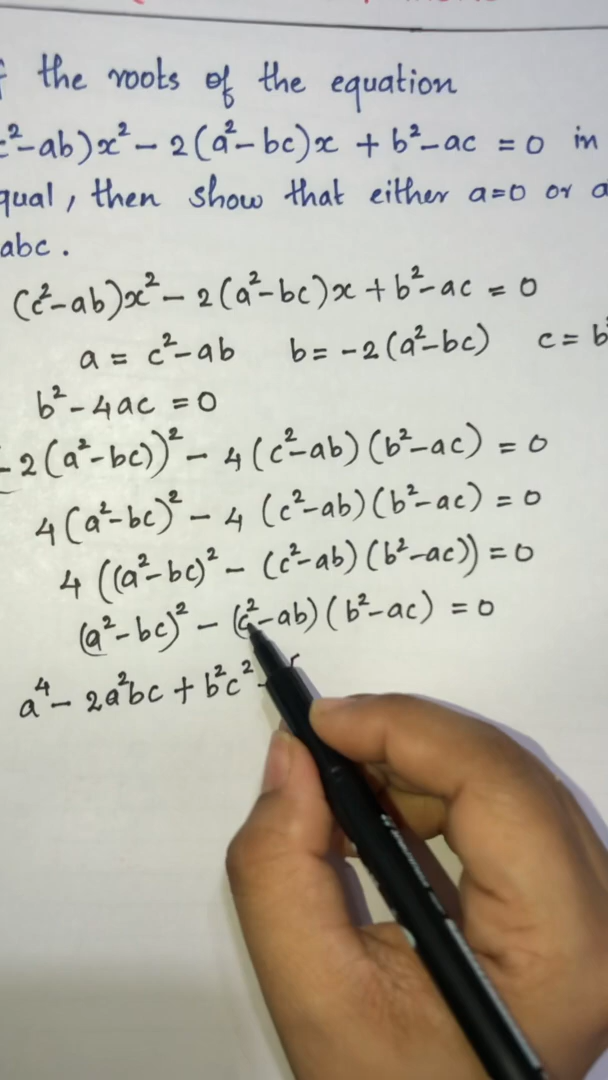 the roots of the equation
c²-ab)x² - 2(a²-bc)x + b²-ac = 0 in
qual, then show that either a=0 or a
abc.
(c²-ab)x² - 2(a²-bc)x + b²-ac = 0
a = c²-ab b = -2(a²-bc) c = b²
b²-4ac = 0
-2(a²-bc))² - 4(c²-ab)(b²-ac) = 0
4(a²-bc)² - 4(c²-ab)(b²-ac) = 0
4((a²-bc)² - (c²-ab)(b²-ac)) = 0
(a²-bc)² - (c²-ab)(b²-ac) = 0
a⁴ - 2a²bc + b²c² -